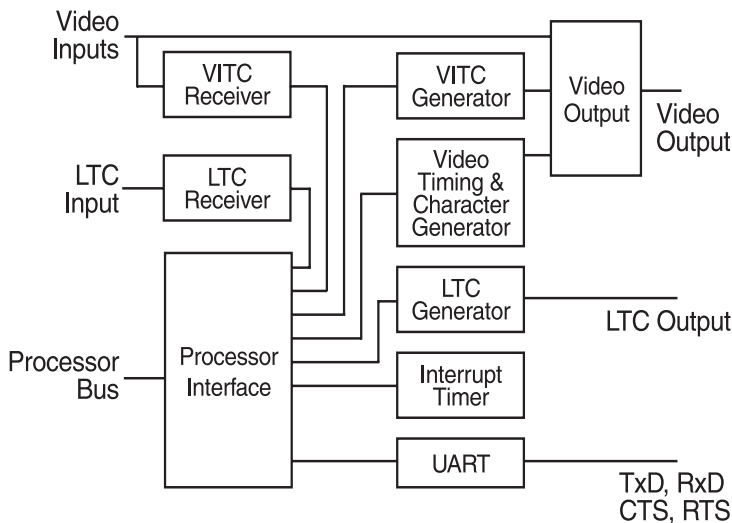 Video
Inputs
VITC
Receiver
VITC
Generator
Video
Output
Video
Output
LTC
Input
LTC
Receiver
Video
Timing &
Character
Generator
LTC
Generator
LTC Output
Processor
Bus
Processor
Interface
Interrupt
Timer
UART
TxD, RxD
CTS, RTS